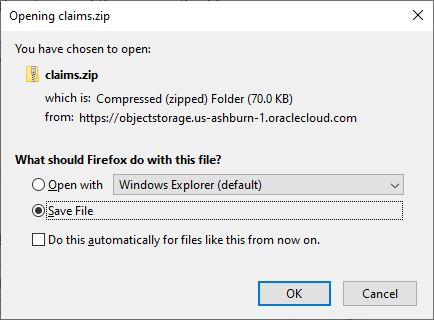 Opening claims.zip
You have chosen to open:
claims.zip
which is: Compressed (zipped) Folder (70.0 KB)
from: https://objectstorage.us-ashburn-1.oraclecloud.com
What should Firefox do with this file?
Open with Windows Explorer (default)
Save File
Do this automatically for files like this from now on.
OK Cancel